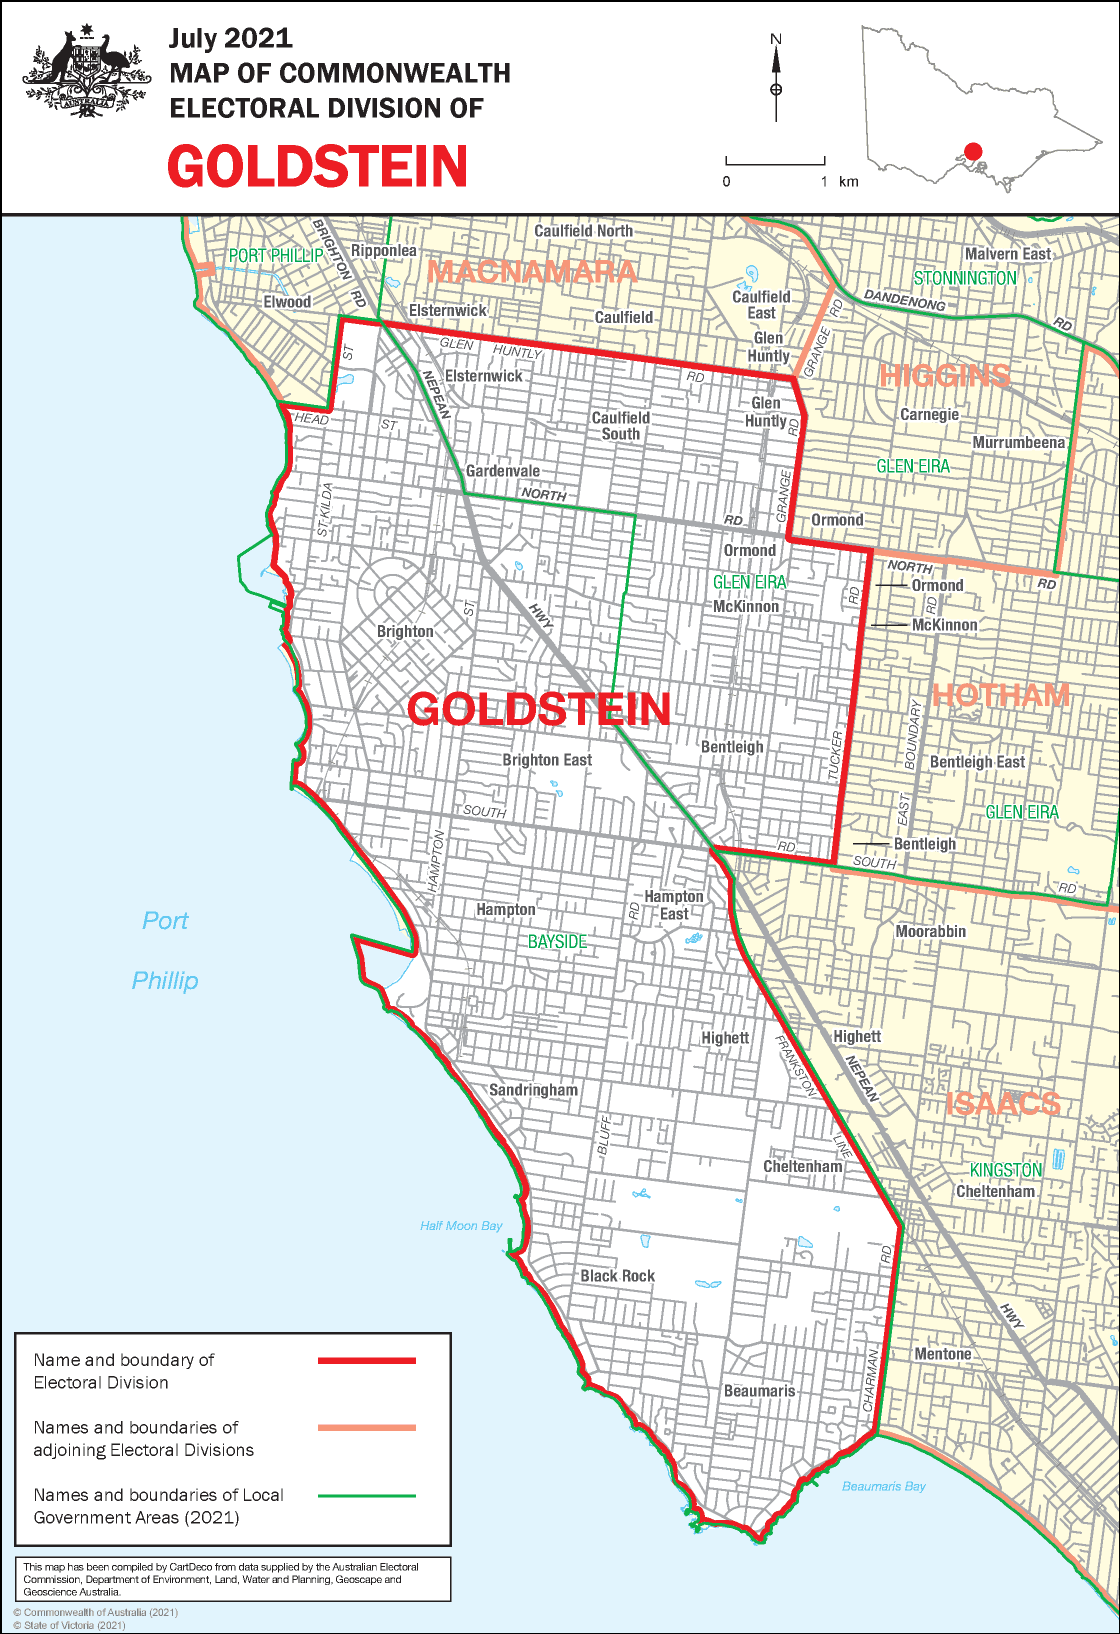 July 2021
MAP OF COMMONWEALTH
ELECTORAL DIVISION OF
GOLDSTEIN
AUSTRALIA
N
0 1 km
PORT PHILLIP
BRIGHTON RD
Ripponlea
Caulfield North
Malvern East
MACNAMARA
STONNINGTON
Elwood
Elsternwick
Caulfield
Caulfield
East
DANDENONG RD
Glen
Huntly
GRANGE RD
ST
GLEN HUNTLY RD
Elsternwick
HIGGINS
NEPEAN
HEAD ST
Caulfield
South
Glen
Huntly
RD
Carnegie
Murrumbeena
GLEN EIRA
Gardenvale
GRANGE
ST KILDA
NORTH RD
Ormond
Ormond
NORTH RD
GLEN EIRA
McKinnon
RD
Ormond
RD
McKinnon
ST
HWY
Brighton
GOLDSTEIN
HOTHAM
Bentleigh
Brighton East
TUCKER
BOUNDARY
Bentleigh East
EAST
GLEN EIRA
SOUTH
RD
Bentleigh
SOUTH
RD
HAMPTON
Hampton
East
RD
Hampton
BAYSIDE
Moorabbin
Port
Phillip
Highett
Highett
FRANKSTON
NEPEAN
Sandringham
ISAACS
BLUFF
LINE
Cheltenham
KINGSTON
Cheltenham
Half Moon Bay
RD
Black Rock
HWY
CHARMAN
Mentone
Beaumaris
Beaumaris Bay
Name and boundary of
Electoral Division
Names and boundaries of
adjoining Electoral Divisions
Names and boundaries of Local
Government Areas (2021)
This map has been compiled by CartDeco from data supplied by the Australian Electoral
Commission, Department of Environment, Land, Water and Planning, Geoscape and
Geoscience Australia.
© Commonwealth of Australia (2021)
© State of Victoria (2021)